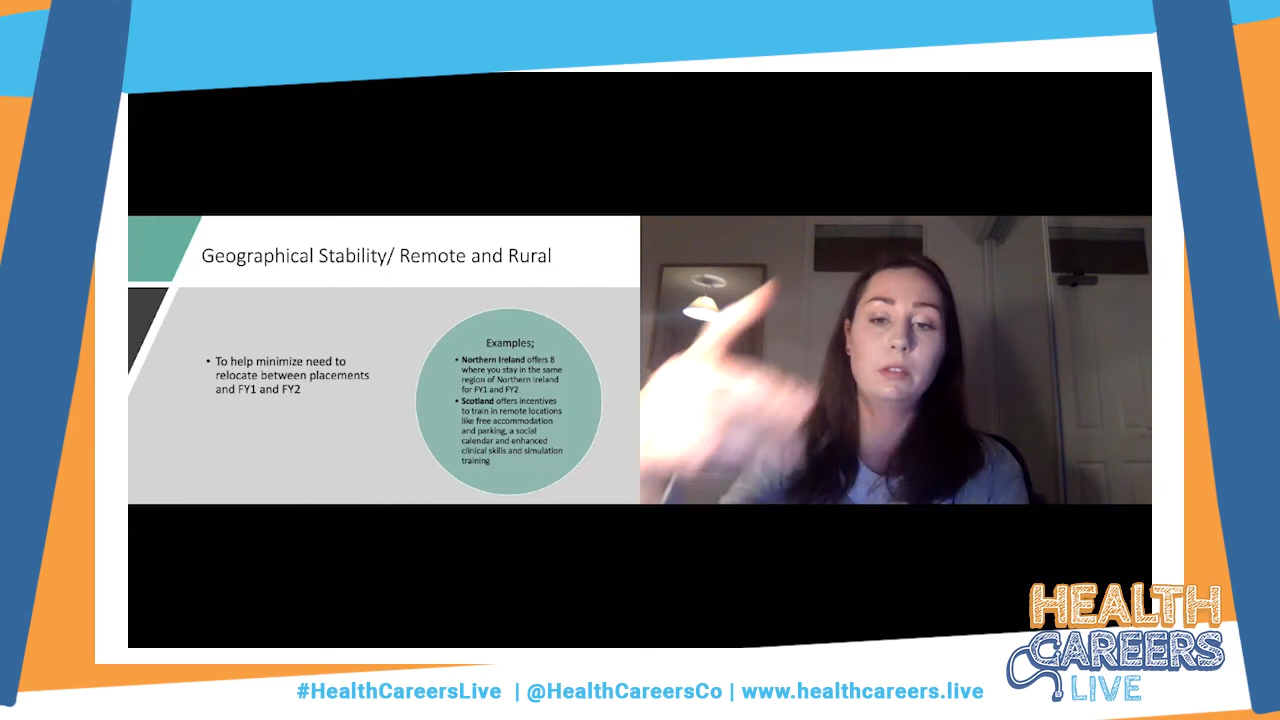 Geographical Stability/ Remote and Rural
• To help minimize need to
relocate between placements
and FY1 and FY2
Examples;
• Northern Ireland offers 8
where you stay in the same
region of Northern Ireland
for FY1 and FY2
• Scotland offers incentives
to train in remote locations
like free accommodation
and parking, a social
calendar and enhanced
clinical skills and simulation
training
HEALTH
CAREERS
LIVE
#HealthCareersLive | @HealthCareersCo | www.healthcareers.live